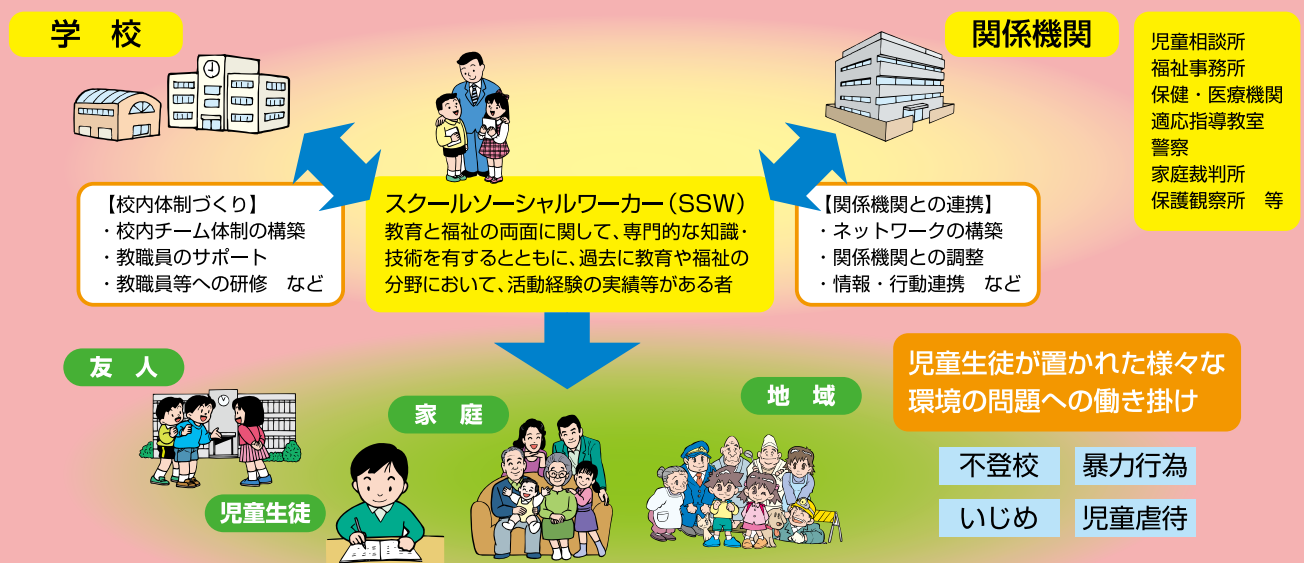 学　校
関係機関
児童相談所
福祉事務所
保健・医療機関
適応指導教室
警察
家庭裁判所
保護観察所　等
【校内体制づくり】
・校内チーム体制の構築
・教職員のサポート
・教職員等への研修　など
スクールソーシャルワーカー（SSW）
教育と福祉の両面に関して、専門的な知識・
技術を有するとともに、過去に教育や福祉の
分野において、活動経験の実績等がある者
【関係機関との連携】
・ネットワークの構築
・関係機関との調整
・情報・行動連携　など
友　人
家　庭
地　域
児童生徒
児童生徒が置かれた様々な
環境の問題への働き掛け
不登校
暴力行為
いじめ
児童虐待